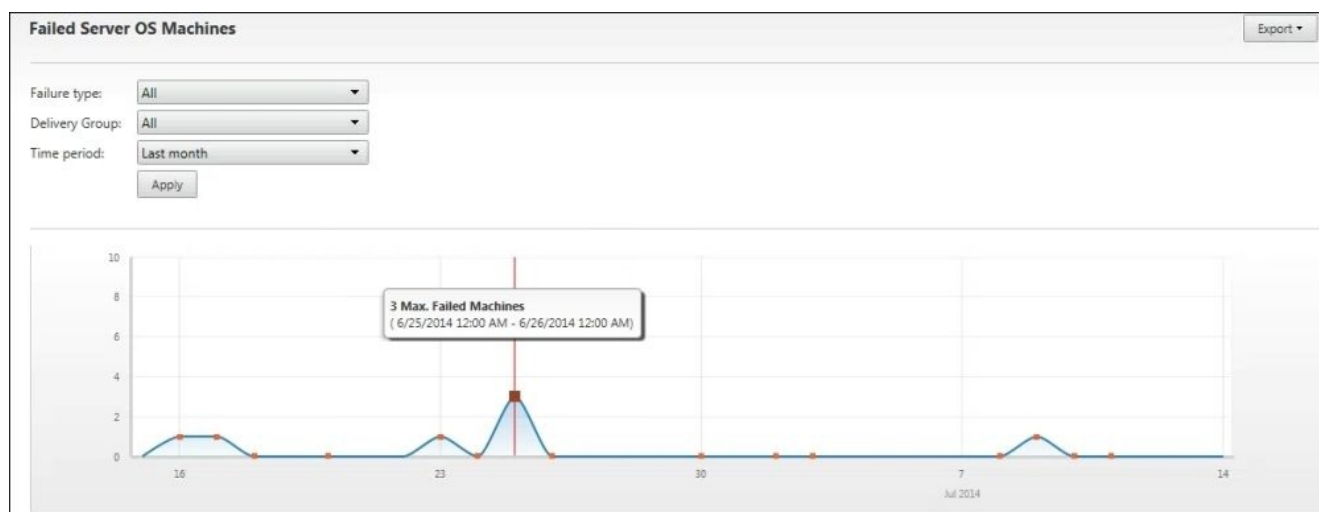 Failed Server OS Machines
Export
Failure type: All
Delivery Group: All
Time period: Last month
Apply
10
8
6
4
2
0
3 Max. Failed Machines
( 6/25/2014 12:00 AM - 6/26/2014 12:00 AM)
16 23 30 7 14
Jul 2014